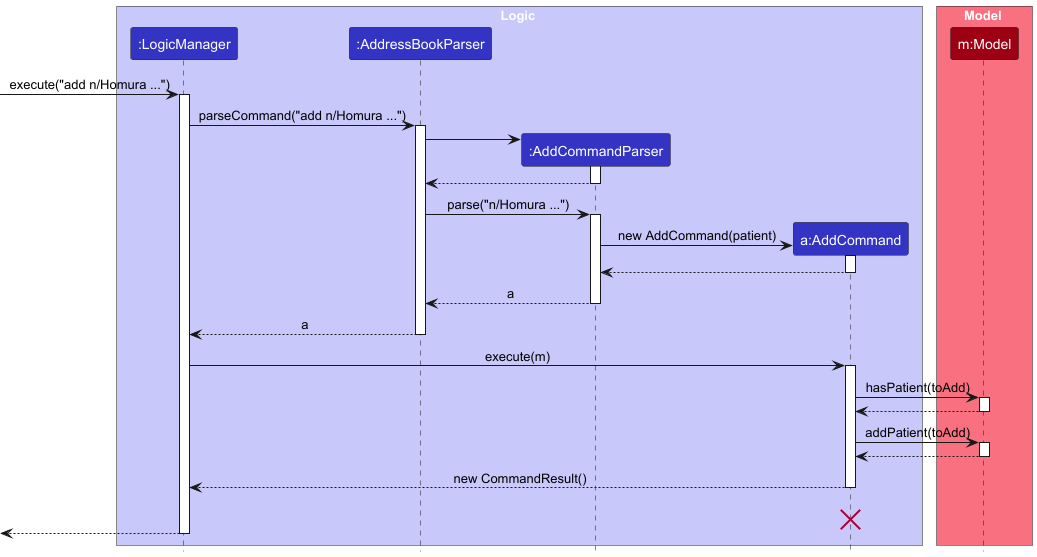 Logic
Model
:LogicManager
:AddressBookParser
m:Model
execute("add n/Homura ...")
parseCommand("add n/Homura ...")
:AddCommandParser
parse("n/Homura ...")
new AddCommand(patient)
a:AddCommand
a
a
execute(m)
hasPatient(toAdd)
addPatient(toAdd)
new CommandResult()